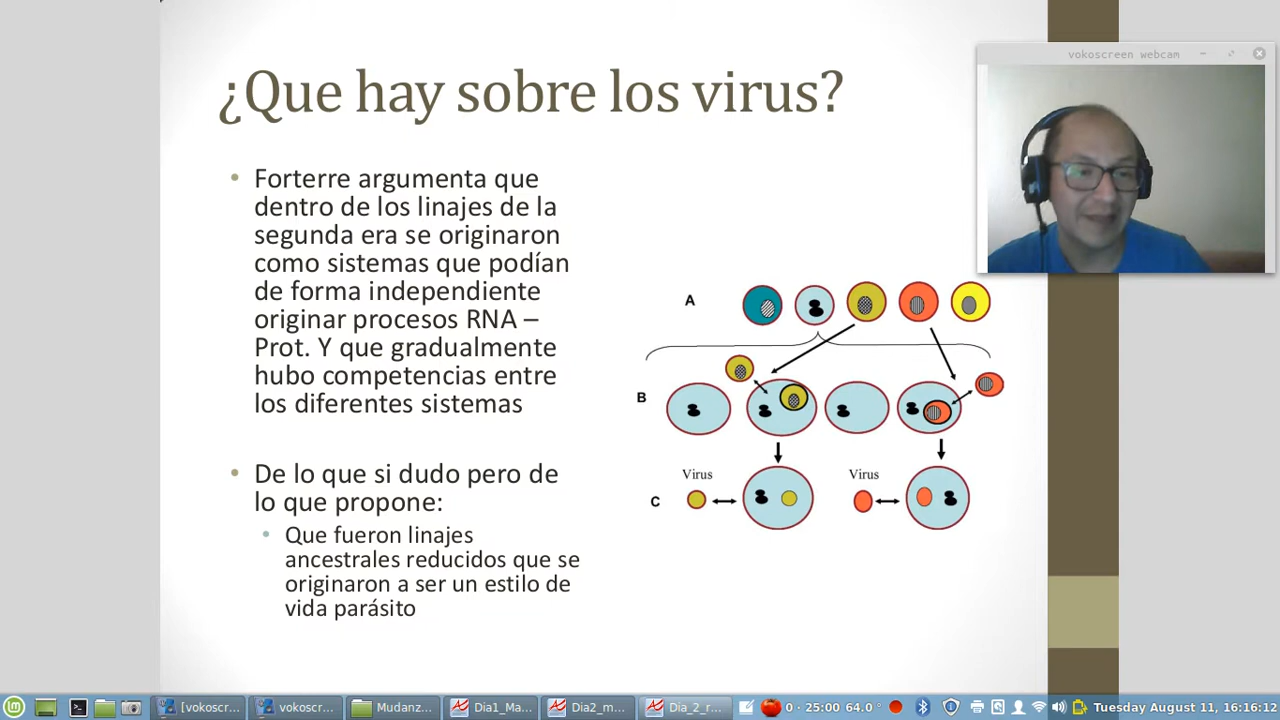 ¿Que hay sobre los virus?
vokoscreen webcam
Forterre argumenta que
dentro de los linajes de la
segunda era se originaron
como sistemas que podían
de forma independiente
originar procesos RNA –
Prot. Y que gradualmente
hubo competencias entre
los diferentes sistemas
De lo que si dudo pero de
lo que propone:
Que fueron linajes
ancestrales reducidos que se
originaron a ser un estilo de
vida parásito
A
B
Virus
Virus
C
[vokoscr...
vokoscr...
Mudanz...
Dia1_Ma...
Dia2_m...
Dia_2_r...
0 · 25:00 64.0 °
Tuesday August 11, 16:16:12